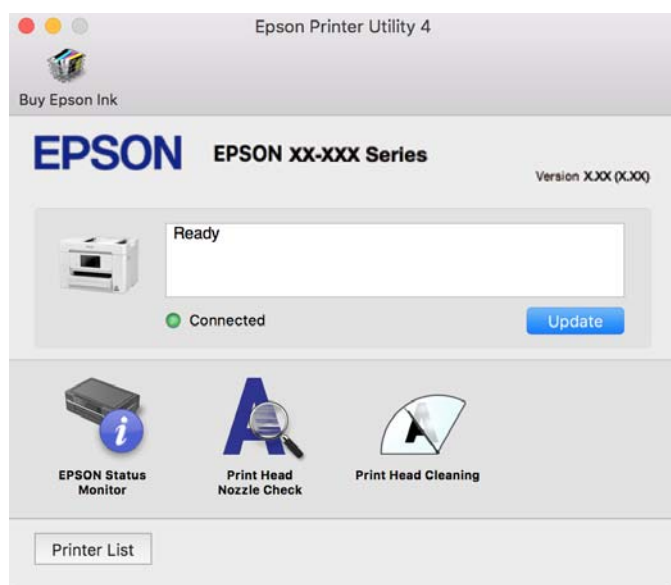 Epson Printer Utility 4
Buy Epson Ink
EPSON
EPSON XX-XXX Series
Version X.XX (X.XX)
Ready
Connected
Update
EPSON Status
Monitor
Print Head
Nozzle Check
Print Head Cleaning
Printer List